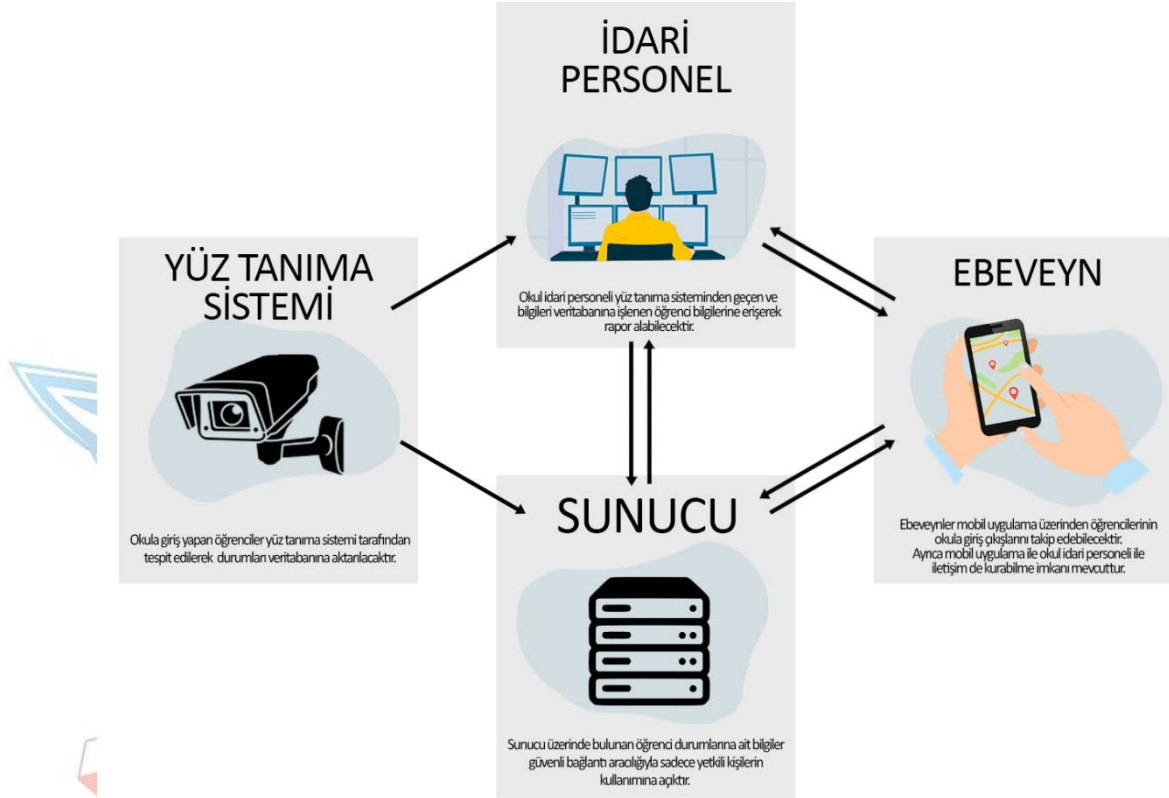 İDARİ
PERSONEL
Okul idari personeli yüz tanıma sisteminden geçen ve
bilgileri veritabanına işlenen öğrenci bilgilerine erişerek
rapor alabilecektir.
YÜZ TANIMA
SİSTEMİ
Okula giriş yapan öğrenciler yüz tanıma sistemi tarafından
tespit edilerek durumları veritabanına aktarılacaktır.
EBEVEYN
Ebeveynler mobil uygulama üzerinden öğrencilerinin
okula giriş çıkışlarını takip edebilecektir.
Ayrıca mobil uygulama ile okul idari personeli ile
iletişim de kurabilme imkanı mevcuttur.
SUNUCU
Sunucu üzerinde bulunan öğrenci durumlarına ait bilgiler
güvenli bağlantı aracılığıyla sadece yetkili kişilerin
kullanımına açıktır.